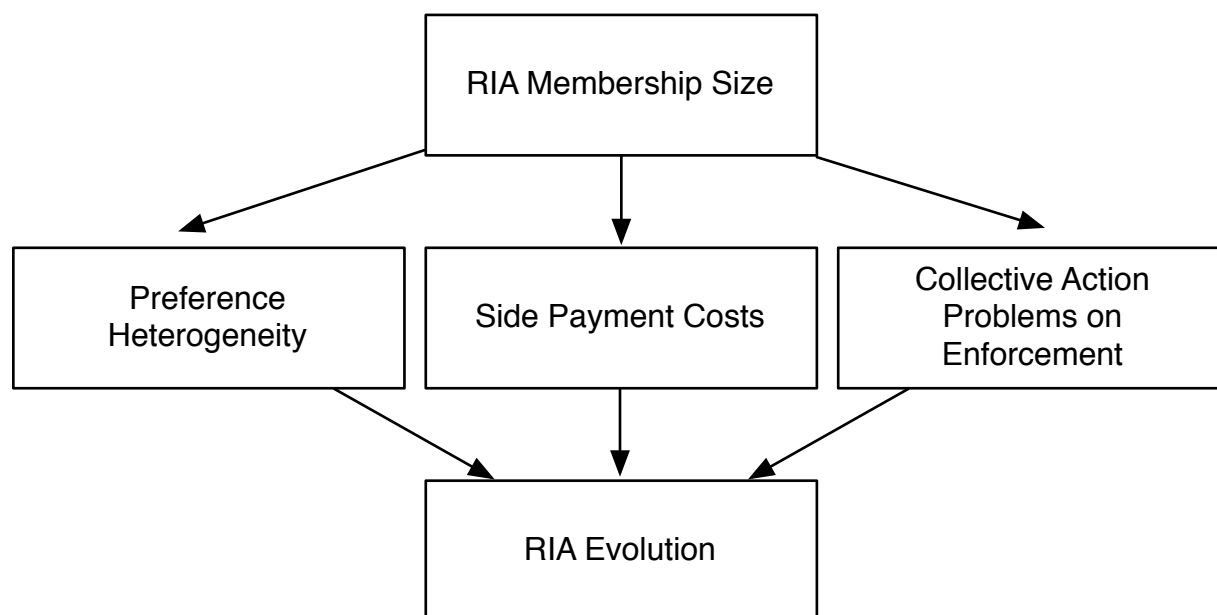 RIA Membership Size
Preference
Heterogeneity
Side Payment Costs
Collective Action
Problems on
Enforcement
RIA Evolution